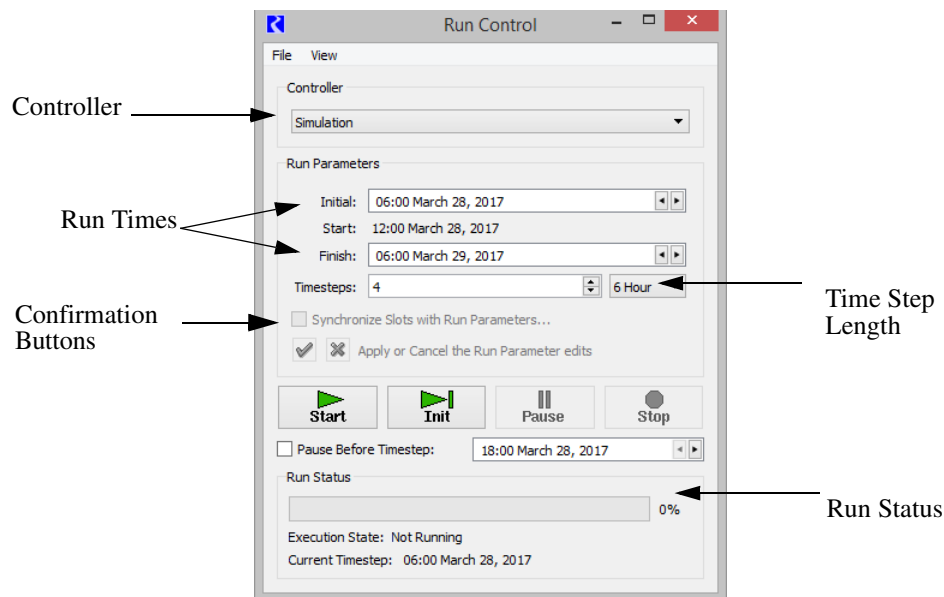 Run Control
File View
Controller
Controller
Simulation
Run Parameters
Run Times
Initial: 06:00 March 28, 2017
Start: 12:00 March 28, 2017
Finish: 06:00 March 29, 2017
Timesteps: 4 6 Hour
Time Step
Length
Confirmation
Buttons
Synchronize Slots with Run Parameters...
Apply or Cancel the Run Parameter edits
Start Init Pause Stop
Pause Before Timestep: 18:00 March 28, 2017
Run Status
0%
Run Status
Execution State: Not Running
Current Timestep: 06:00 March 28, 2017